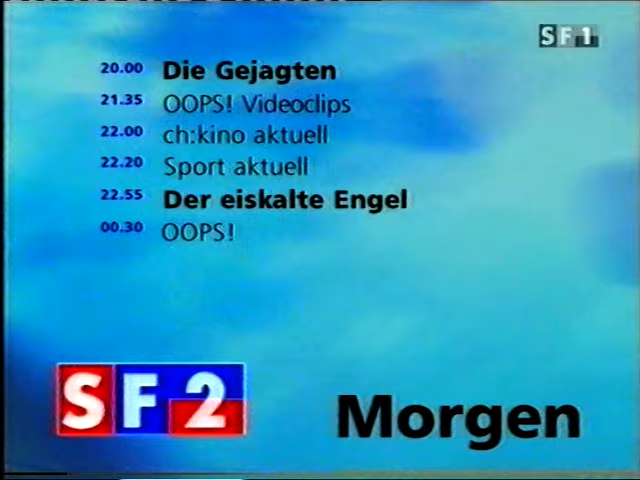 SF1
20.00 Die Gejagten
21.35 OOPS! Videoclips
22.00 ch:kino aktuell
22.20 Sport aktuell
22.55 Der eiskalte Engel
00.30 OOPS!
SF2
Morgen